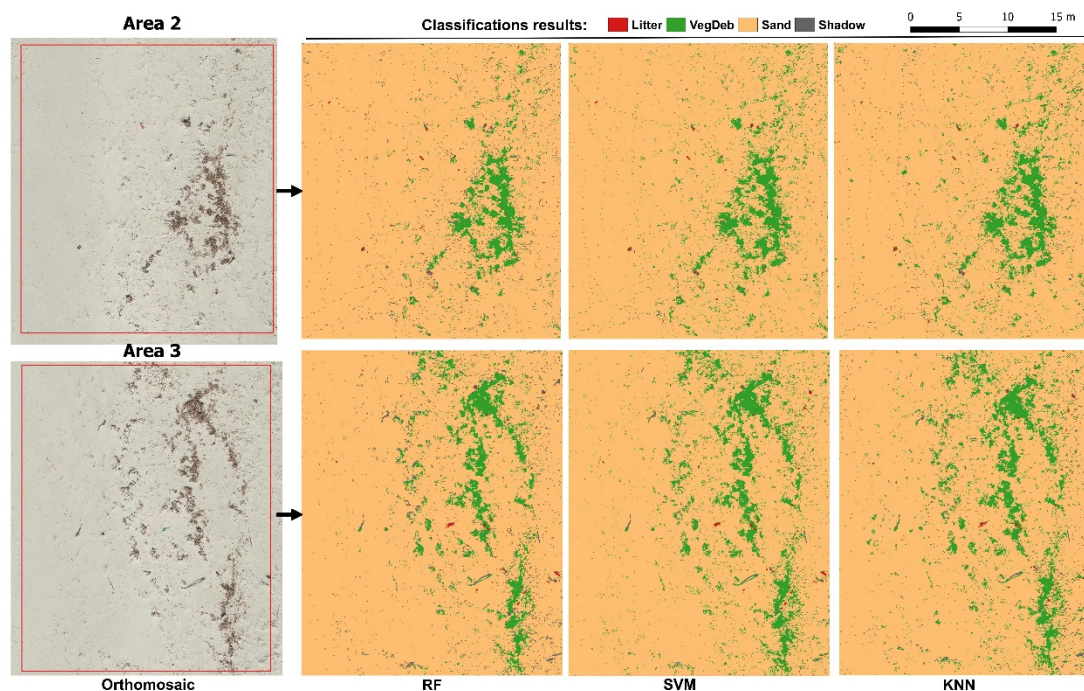 Area 2
Classifications results: Litter VegDeb Sand Shadow
0 5 10 15 m
Area 3
Orthomosaic RF SVM KNN